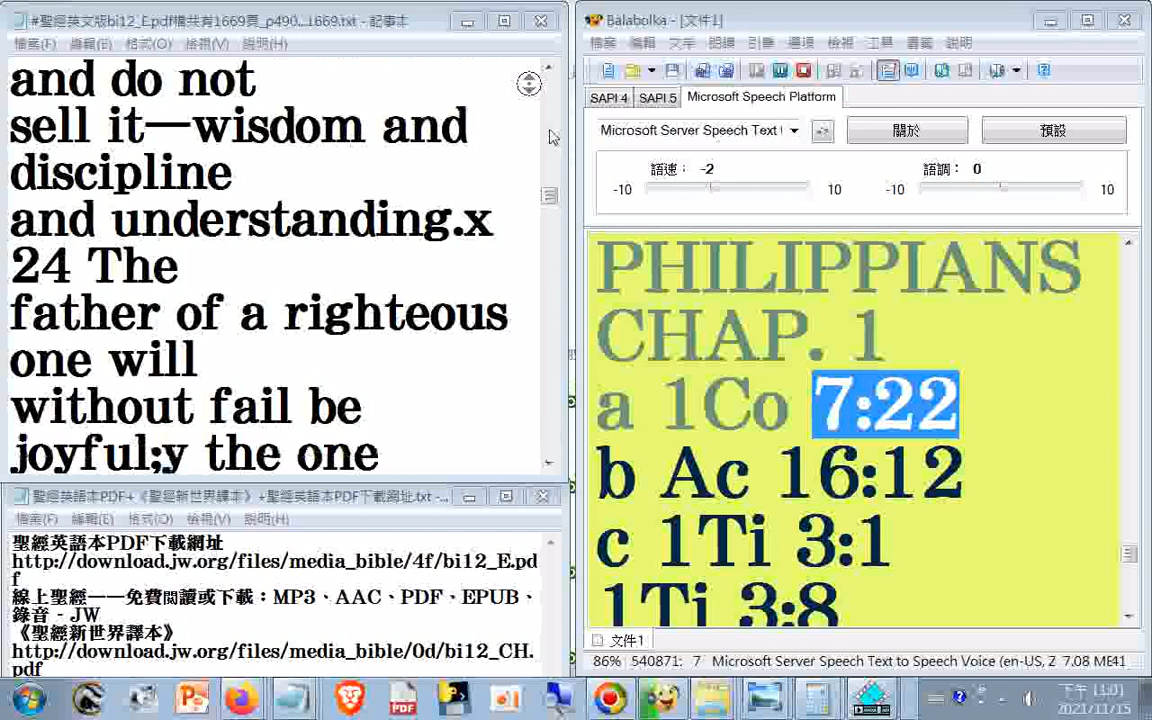 #聖經英文版bi12_E.pdf檔共有1669頁_p490...1669.txt - 記事本
檔案(F) 編輯(E) 格式(O) 檢視(V) 說明(H)
and do not
sell it—wisdom and
discipline
and understanding.x
24 The
father of a righteous
one will
without fail be
joyful;y the one
聖經英語本PDF+《聖經新世界譯本》+聖經英語本PDF下載網址.txt - ...
檔案(F) 編輯(E) 格式(O) 檢視(V) 說明(H)
聖經英語本PDF下載網址
http://download.jw.org/files/media_bible/4f/bi12_E.pd
f
線上聖經——免費閱讀或下載：MP3、AAC、PDF、EPUB、
錄音 - JW
《聖經新世界譯本》
http://download.jw.org/files/media_bible/0d/bi12_CH.
pdf
Balabolka - [文件1]
檔案 編輯 文字 朗讀 引擎 選項 檢視 工具 書籤 說明
SAPI 4 SAPI 5 Microsoft Speech Platform
Microsoft Server Speech Text 關於 預設
語速： -2 語調： 0
-10 10 -10 10
PHILIPPIANS
CHAP. 1
a 1Co 7:22
b Ac 16:12
c 1Ti 3:1
1Ti 3:8
文件1
86% 540871: 7 Microsoft Server Speech Text to Speech Voice (en-US, Z 7.08 ME41
下午 11:01
2021/11/15